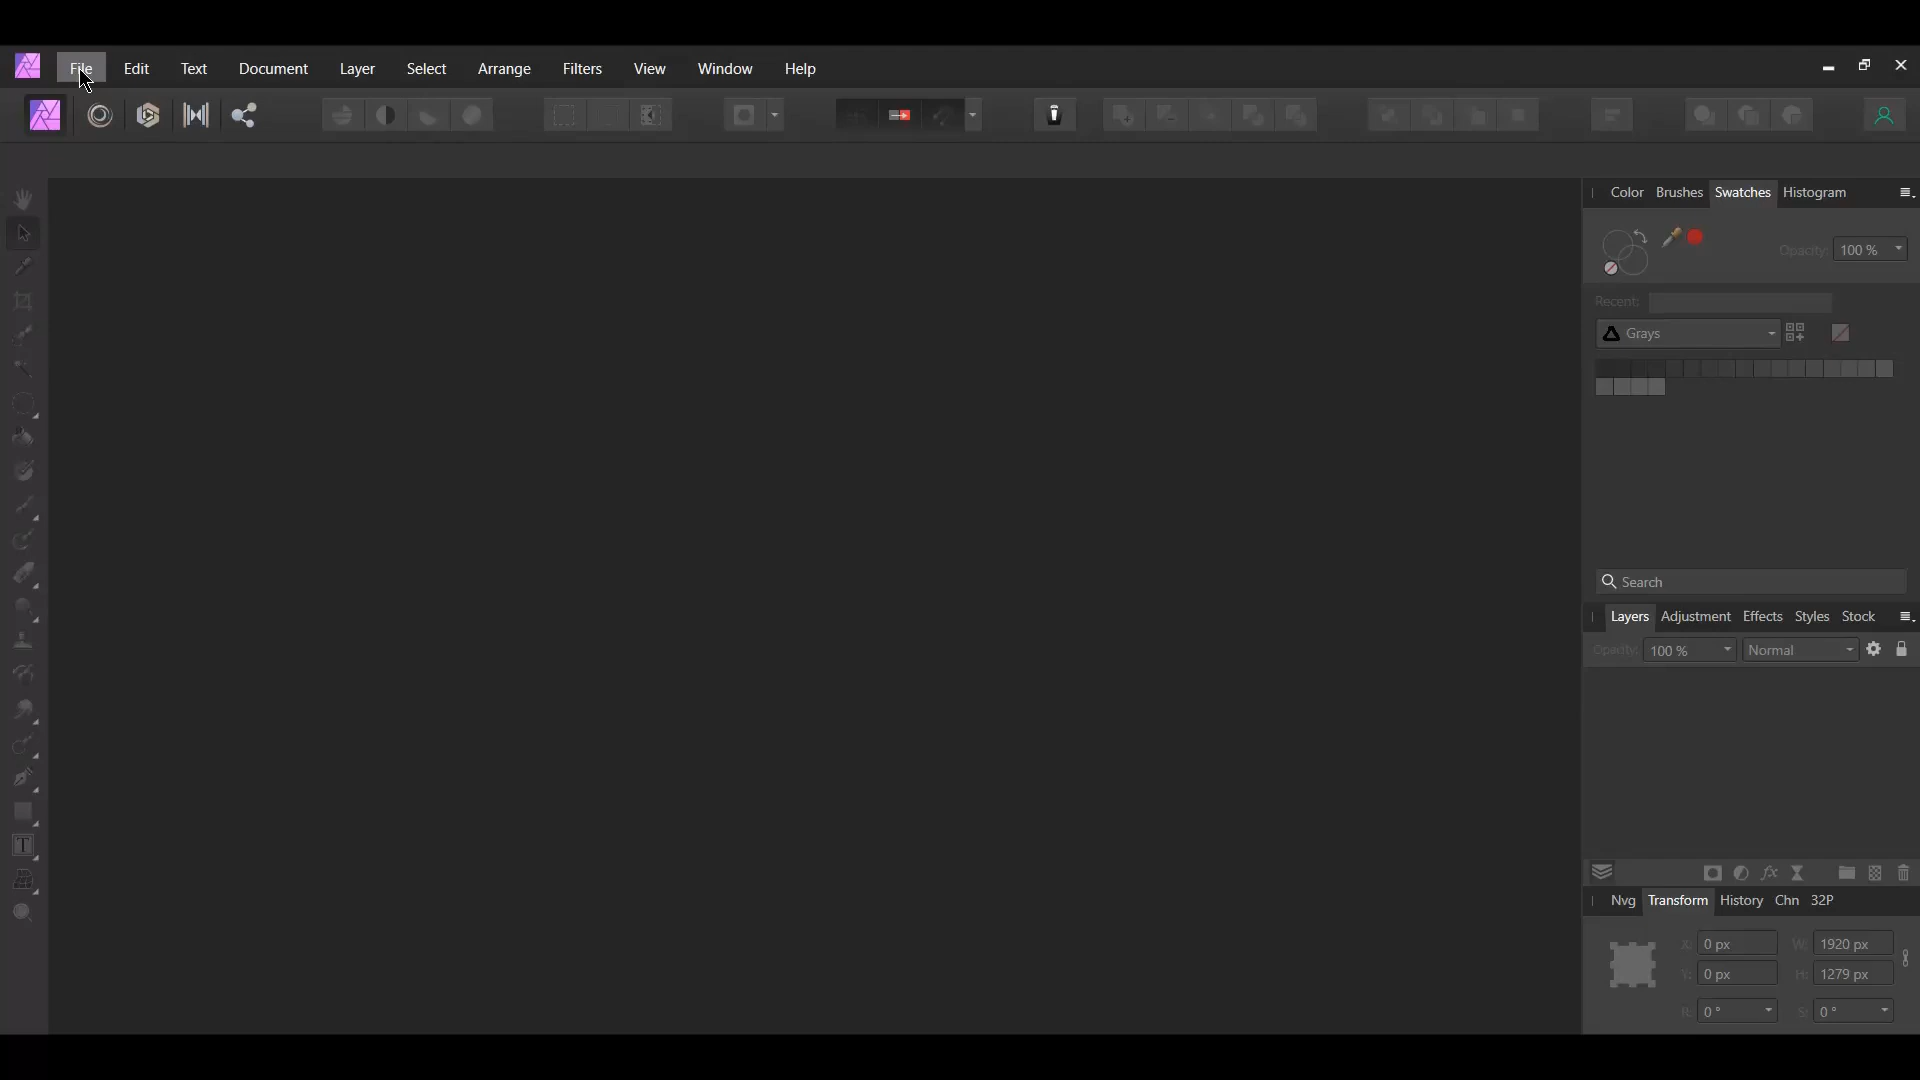 File Edit Text Document Layer Select Arrange Filters View Window Help
Color Brushes Swatches Histogram
Opacity: 100 %
Recent:
Grays
Search
Layers Adjustment Effects Styles Stock
Opacity: 100 % Normal
Nvg Transform History Chn 32P
X: 0 px W: 1920 px
Y: 0 px H: 1279 px
R: 0 ° S: 0 °